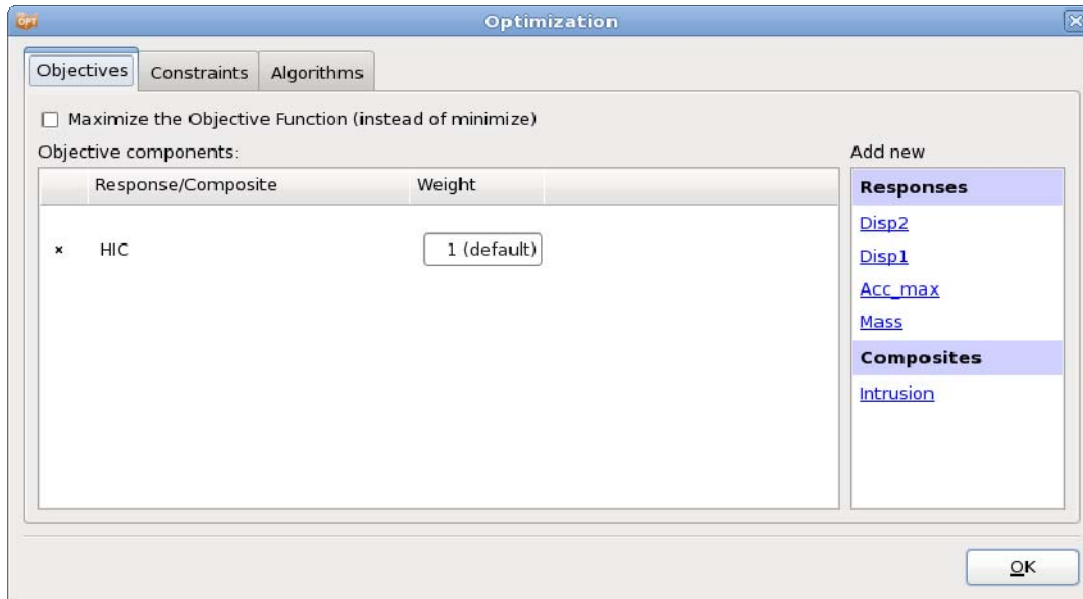 OPT Optimization
Objectives Constraints Algorithms
Maximize the Objective Function (instead of minimize)
Objective components: Add new
Response/Composite Weight Responses
Disp2
× HIC 1 (default)
Disp1
Acc_max
Mass
Composites
Intrusion
OK